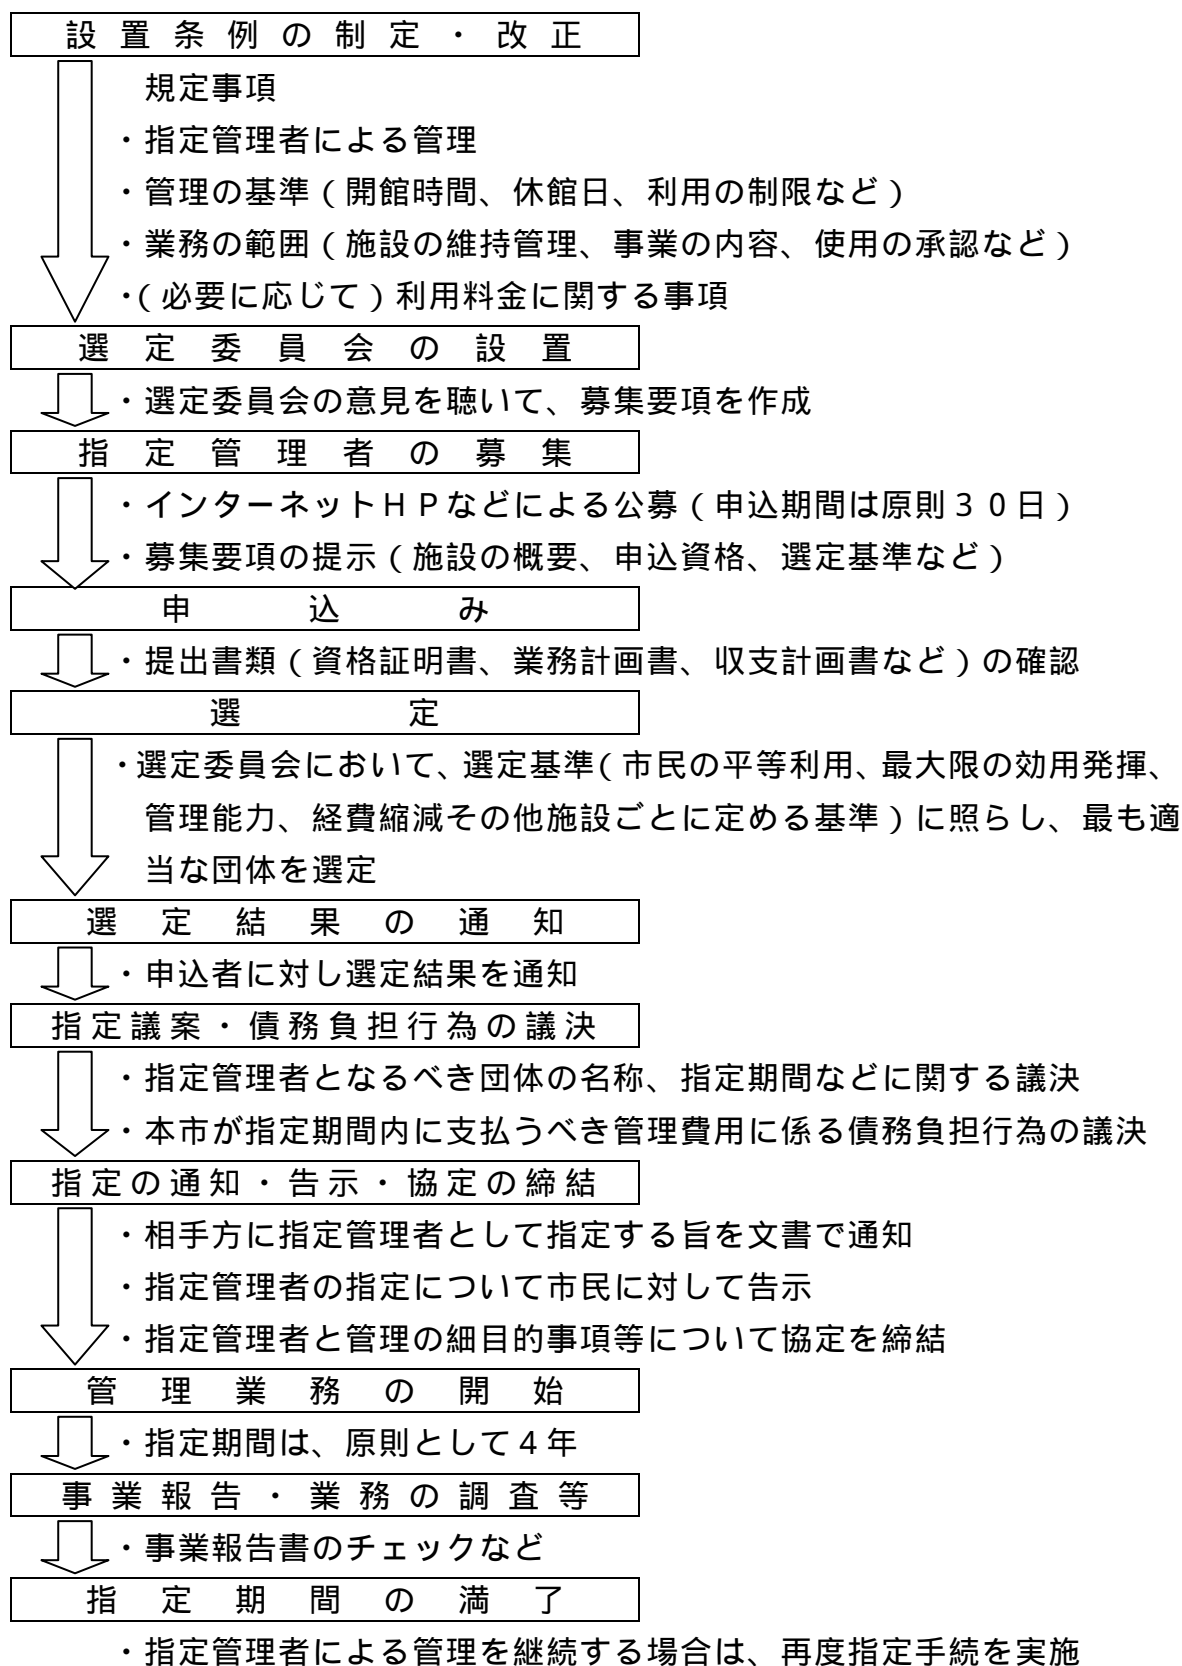 設置条例の制定・改正
規定事項
・指定管理者による管理
・管理の基準(開館時間、休館日、利用の制限など)
・業務の範囲(施設の維持管理、事業の内容、使用の承認など)
・(必要に応じて)利用料金に関する事項
選定委員会の設置
・選定委員会の意見を聴いて、募集要項を作成
指定管理者の募集
・インターネットHPなどによる公募(申込期間は原則30日)
・募集要項の提示(施設の概要、申込資格、選定基準など)
申込み
・提出書類(資格証明書、業務計画書、収支計画書など)の確認
選定
・選定委員会において、選定基準(市民の平等利用、最大限の効用発揮、
管理能力、経費縮減その他施設ごとに定める基準)に照らし、最も適
当な団体を選定
選定結果の通知
・申込者に対し選定結果を通知
指定議案・債務負担行為の議決
・指定管理者となるべき団体の名称、指定期間などに関する議決
・本市が指定期間内に支払うべき管理費用に係る債務負担行為の議決
指定の通知・告示・協定の締結
・相手方に指定管理者として指定する旨を文書で通知
・指定管理者の指定について市民に対して告示
・指定管理者と管理の細目的事項等について協定を締結
管理業務の開始
・指定期間は、原則として4年
事業報告・業務の調査等
・事業報告書のチェックなど
指定期間の満了
・指定管理者による管理を継続する場合は、再度指定手続を実施